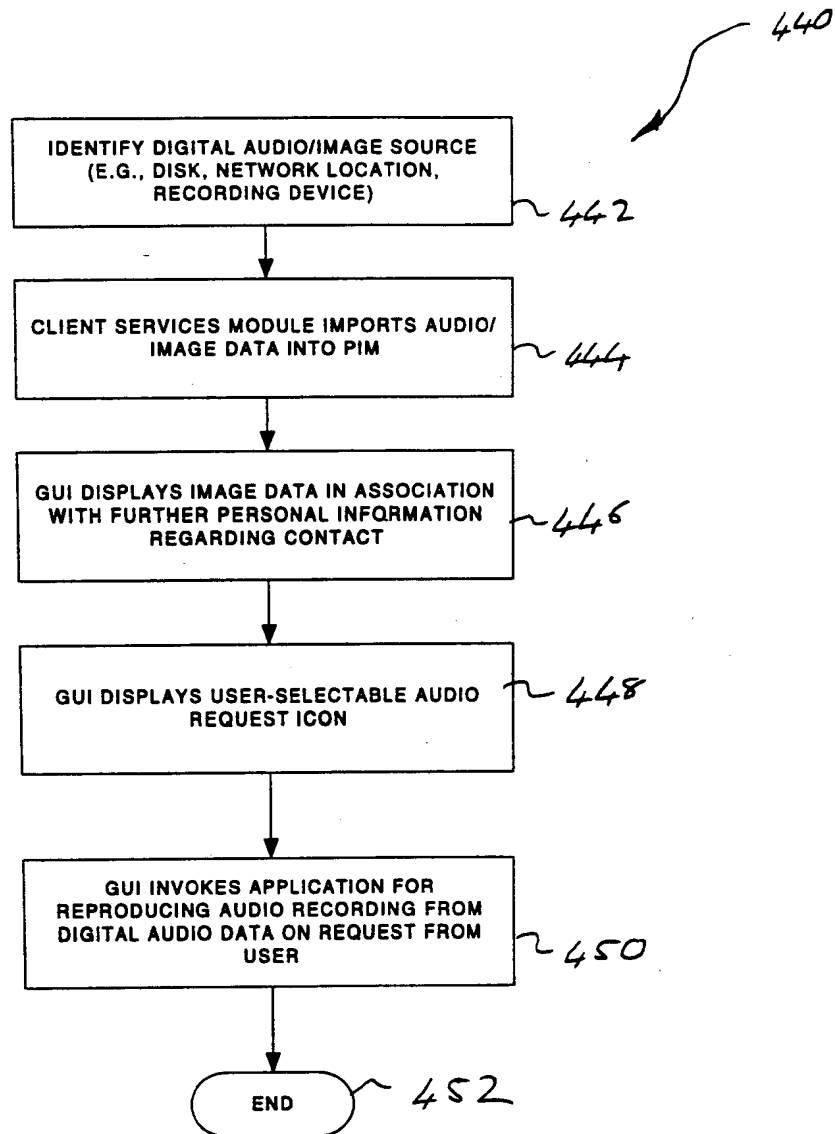 440
IDENTIFY DIGITAL AUDIO/IMAGE SOURCE
(E.G., DISK, NETWORK LOCATION,
RECORDING DEVICE)
442
CLIENT SERVICES MODULE IMPORTS AUDIO/
IMAGE DATA INTO PIM
444
GUI DISPLAYS IMAGE DATA IN ASSOCIATION
WITH FURTHER PERSONAL INFORMATION
REGARDING CONTACT
446
GUI DISPLAYS USER-SELECTABLE AUDIO
REQUEST ICON
448
GUI INVOKES APPLICATION FOR
REPRODUCING AUDIO RECORDING FROM
DIGITAL AUDIO DATA ON REQUEST FROM
USER
450
END
452